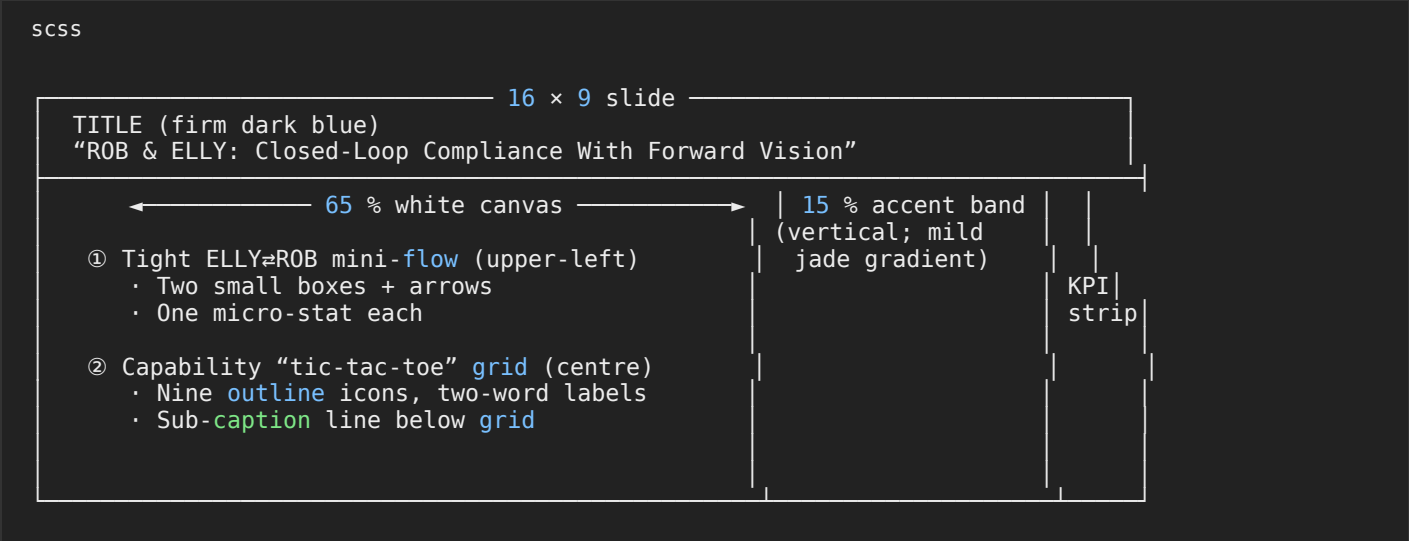 scss
16 × 9 slide
TITLE (firm dark blue)
“ROB & ELLY: Closed-Loop Compliance With Forward Vision”
◄──────────── 65 % white canvas ───────────► 15 % accent band
(vertical; mild
① Tight ELLY⇄ROB mini-flow (upper-left) jade gradient)
· Two small boxes + arrows KPI
· One micro-stat each strip
② Capability “tic-tac-toe” grid (centre)
· Nine outline icons, two-word labels
· Sub-caption line below grid